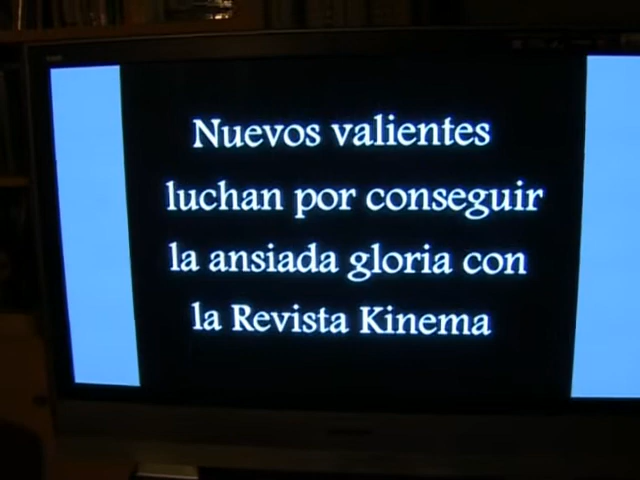 Nuevos valientes
luchan por conseguir
la ansiada gloria con
la Revista Kinema